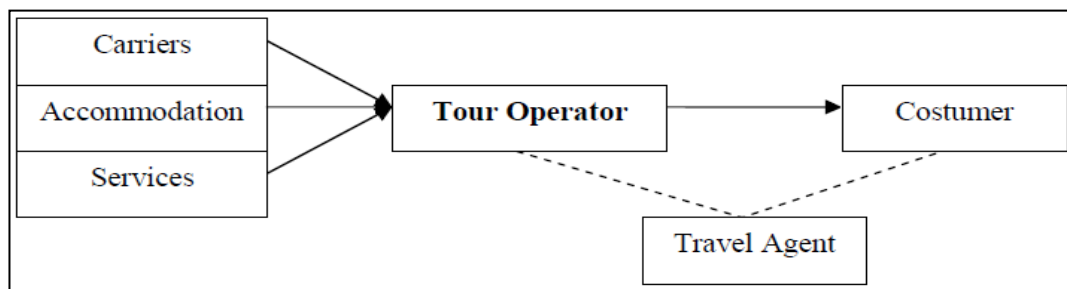 Carriers
Accommodation
Services
Tour Operator
Costumer
Travel Agent